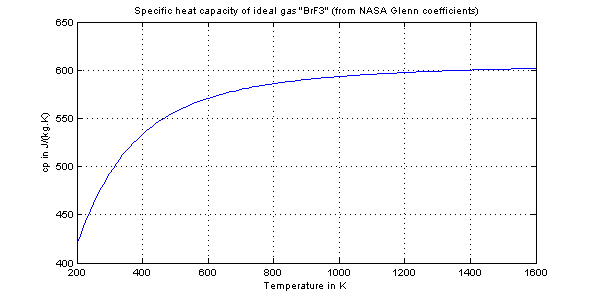 Specific heat capacity of ideal gas "BrF3" (from NASA Glenn coefficients)
650
600
550
500
450
400
cp in J/(kg.K)
200 400 600 800 1000 1200 1400 1600
Temperature in K